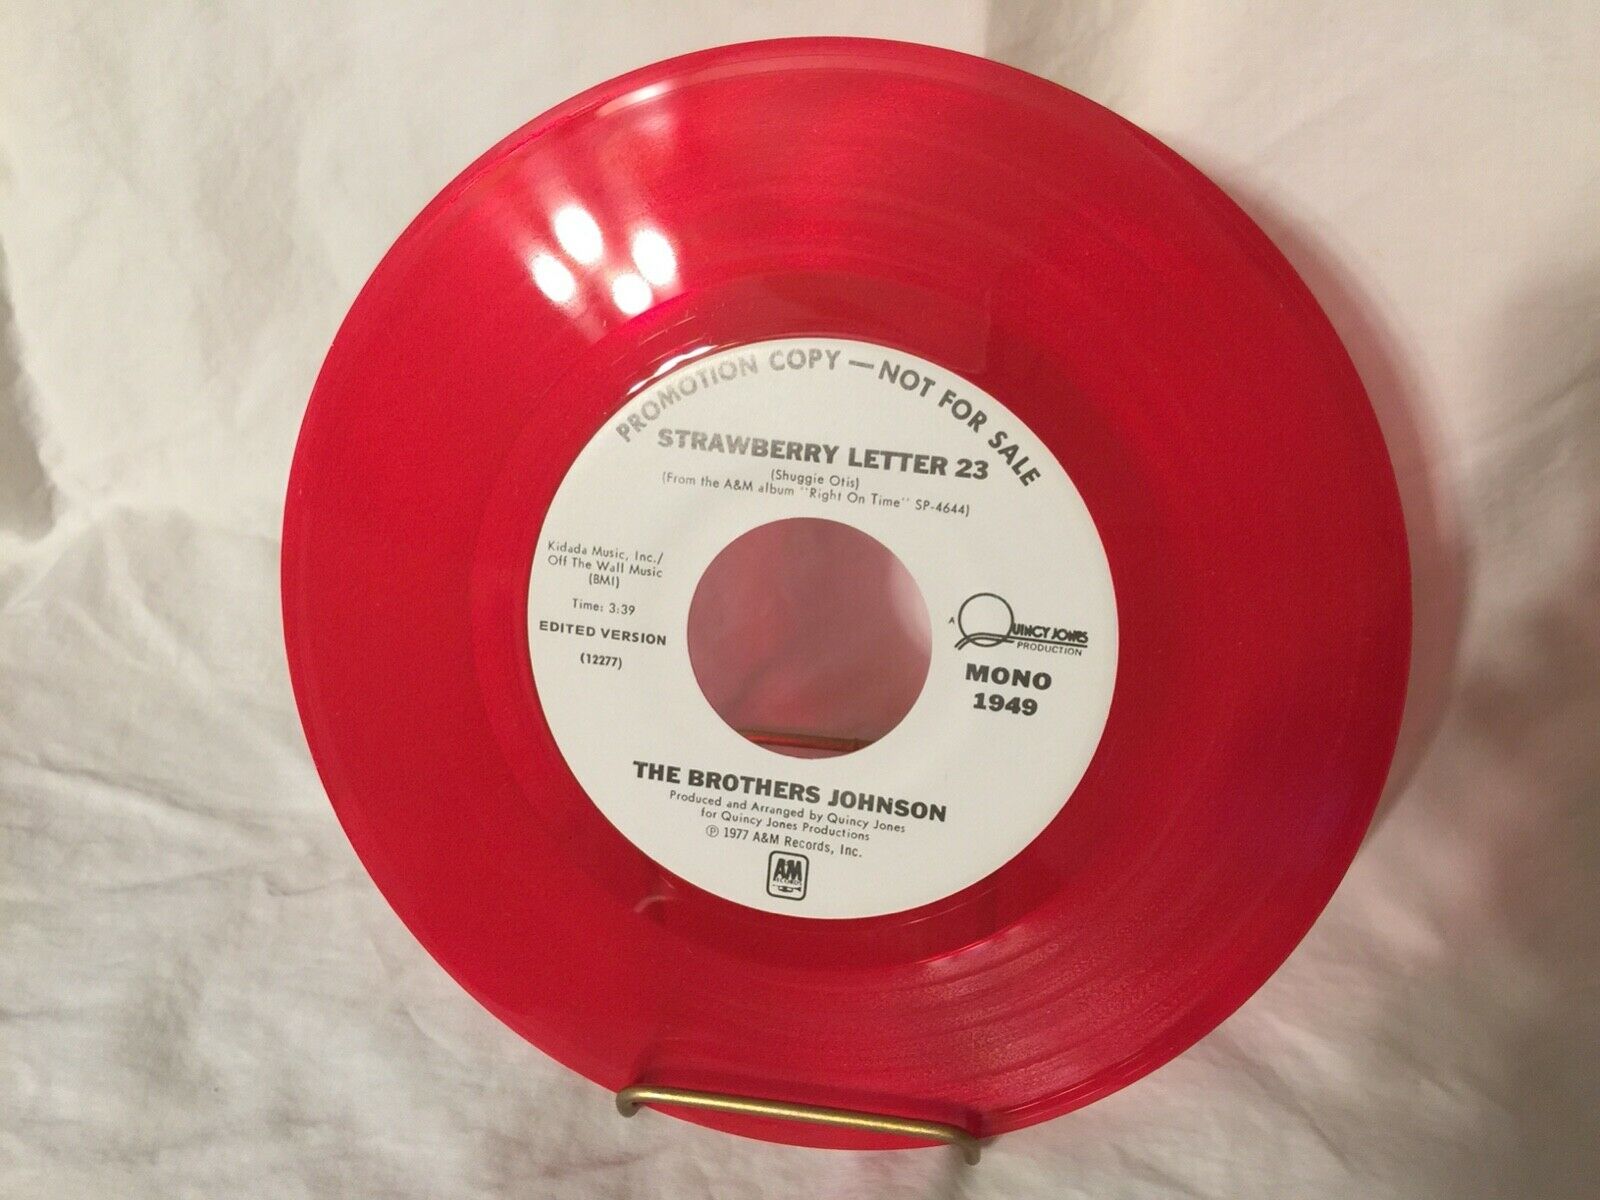 PROMOTION COPY — NOT FOR SALE
STRAWBERRY LETTER 23
(Shuggie Otis)
(From the A&M album "Right On Time" SP-4644)
Kidada Music, Inc./
Off The Wall Music
(BMI)
Time: 3:39
EDITED VERSION
(12277)
A QUINCY JONES
PRODUCTION
MONO
1949
THE BROTHERS JOHNSON
Produced and Arranged by Quincy Jones
for Quincy Jones Productions
℗ 1977 A&M Records, Inc.
A&M
RECORDS